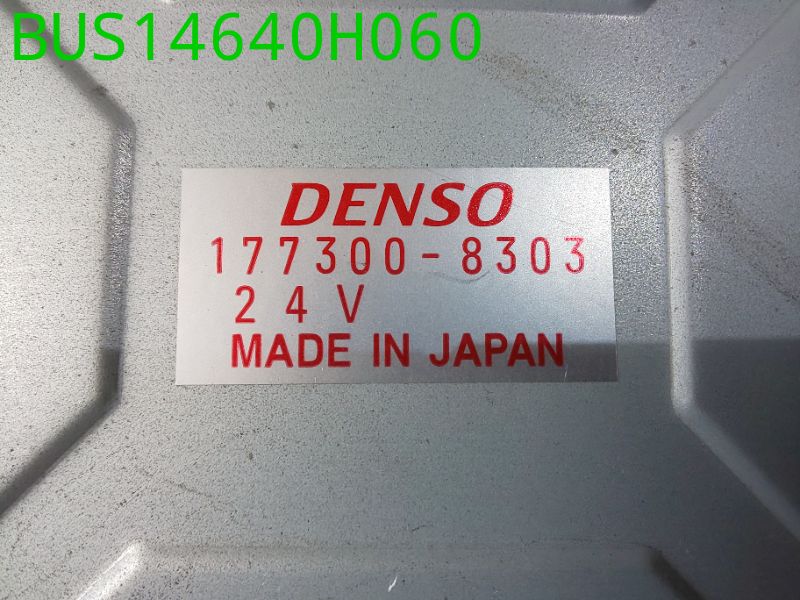 BUS14640H060
DENSO
177300-8303
24V
MADE IN JAPAN